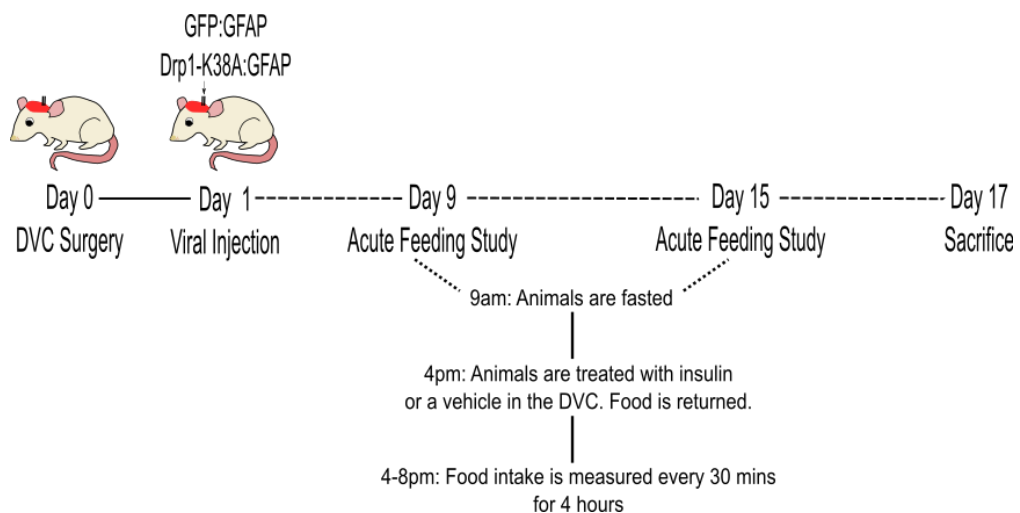 GFP:GFAP
Drp1-K38A:GFAP
Day 0
Day 1
Day 9
Day 15
Day 17
DVC Surgery
Viral Injection
Acute Feeding Study
Acute Feeding Study
Sacrifice
9am: Animals are fasted
4pm: Animals are treated with insulin
or a vehicle in the DVC. Food is returned.
4-8pm: Food intake is measured every 30 mins
for 4 hours